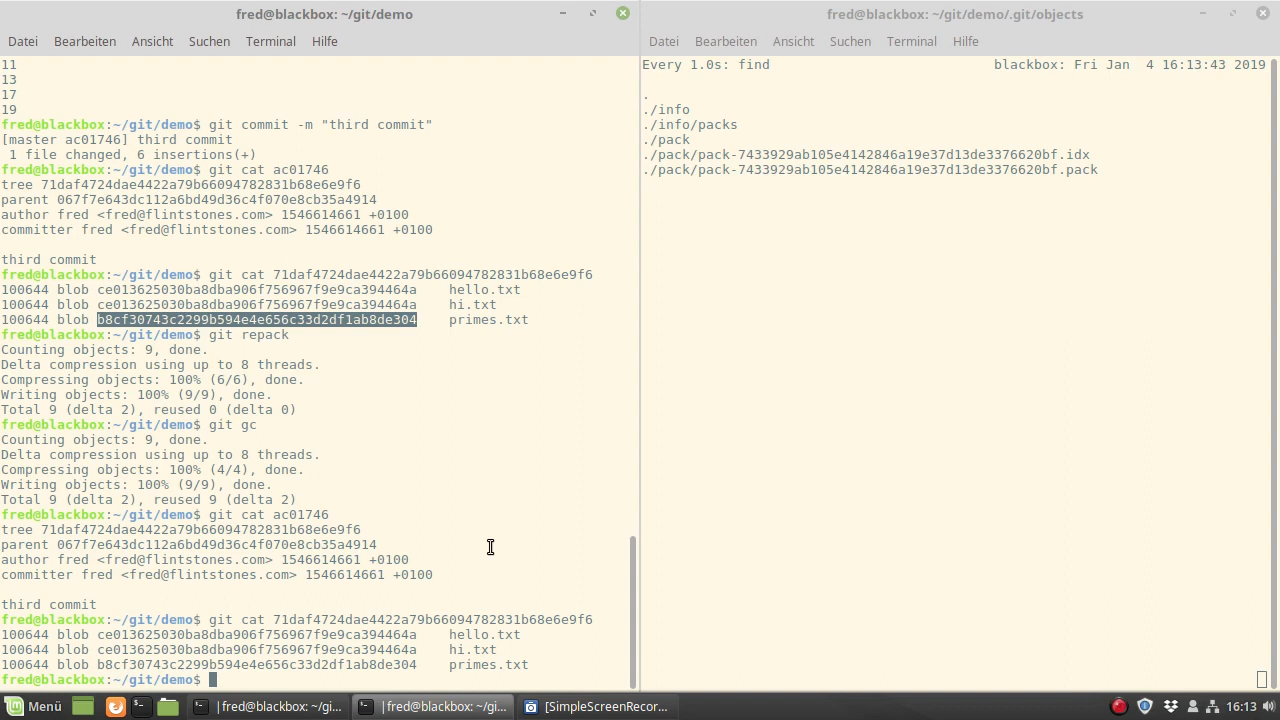 fred@blackbox: ~/git/demo
Datei Bearbeiten Ansicht Suchen Terminal Hilfe
11
13
17
19
fred@blackbox:~/git/demo$ git commit -m "third commit"
[master ac01746] third commit
 1 file changed, 6 insertions(+)
fred@blackbox:~/git/demo$ git cat ac01746
tree 71daf4724dae4422a79b66094782831b68e6e9f6
parent 067f7e643dc112a6bd49d36c4f070e8cb35a4914
author fred <fred@flintstones.com> 1546614661 +0100
committer fred <fred@flintstones.com> 1546614661 +0100
third commit
fred@blackbox:~/git/demo$ git cat 71daf4724dae4422a79b66094782831b68e6e9f6
100644 blob ce013625030ba8dba906f756967f9e9ca394464a    hello.txt
100644 blob ce013625030ba8dba906f756967f9e9ca394464a    hi.txt
100644 blob b8cf30743c2299b594e4e656c33d2df1ab8de304    primes.txt
fred@blackbox:~/git/demo$ git repack
Counting objects: 9, done.
Delta compression using up to 8 threads.
Compressing objects: 100% (6/6), done.
Writing objects: 100% (9/9), done.
Total 9 (delta 2), reused 0 (delta 0)
fred@blackbox:~/git/demo$ git gc
Counting objects: 9, done.
Delta compression using up to 8 threads.
Compressing objects: 100% (4/4), done.
Writing objects: 100% (9/9), done.
Total 9 (delta 2), reused 9 (delta 2)
fred@blackbox:~/git/demo$ git cat ac01746
tree 71daf4724dae4422a79b66094782831b68e6e9f6
parent 067f7e643dc112a6bd49d36c4f070e8cb35a4914
author fred <fred@flintstones.com> 1546614661 +0100
committer fred <fred@flintstones.com> 1546614661 +0100
third commit
fred@blackbox:~/git/demo$ git cat 71daf4724dae4422a79b66094782831b68e6e9f6
100644 blob ce013625030ba8dba906f756967f9e9ca394464a    hello.txt
100644 blob ce013625030ba8dba906f756967f9e9ca394464a    hi.txt
100644 blob b8cf30743c2299b594e4e656c33d2df1ab8de304    primes.txt
fred@blackbox:~/git/demo$
fred@blackbox: ~/git/demo/.git/objects
Datei Bearbeiten Ansicht Suchen Terminal Hilfe
Every 1.0s: find    blackbox: Fri Jan  4 16:13:43 2019
.
./info
./info/packs
./pack
./pack/pack-7433929ab105e4142846a19e37d13de3376620bf.idx
./pack/pack-7433929ab105e4142846a19e37d13de3376620bf.pack
Menü
|fred@blackbox: ~/gi...
|fred@blackbox: ~/gi...
[SimpleScreenRecor...
16:13